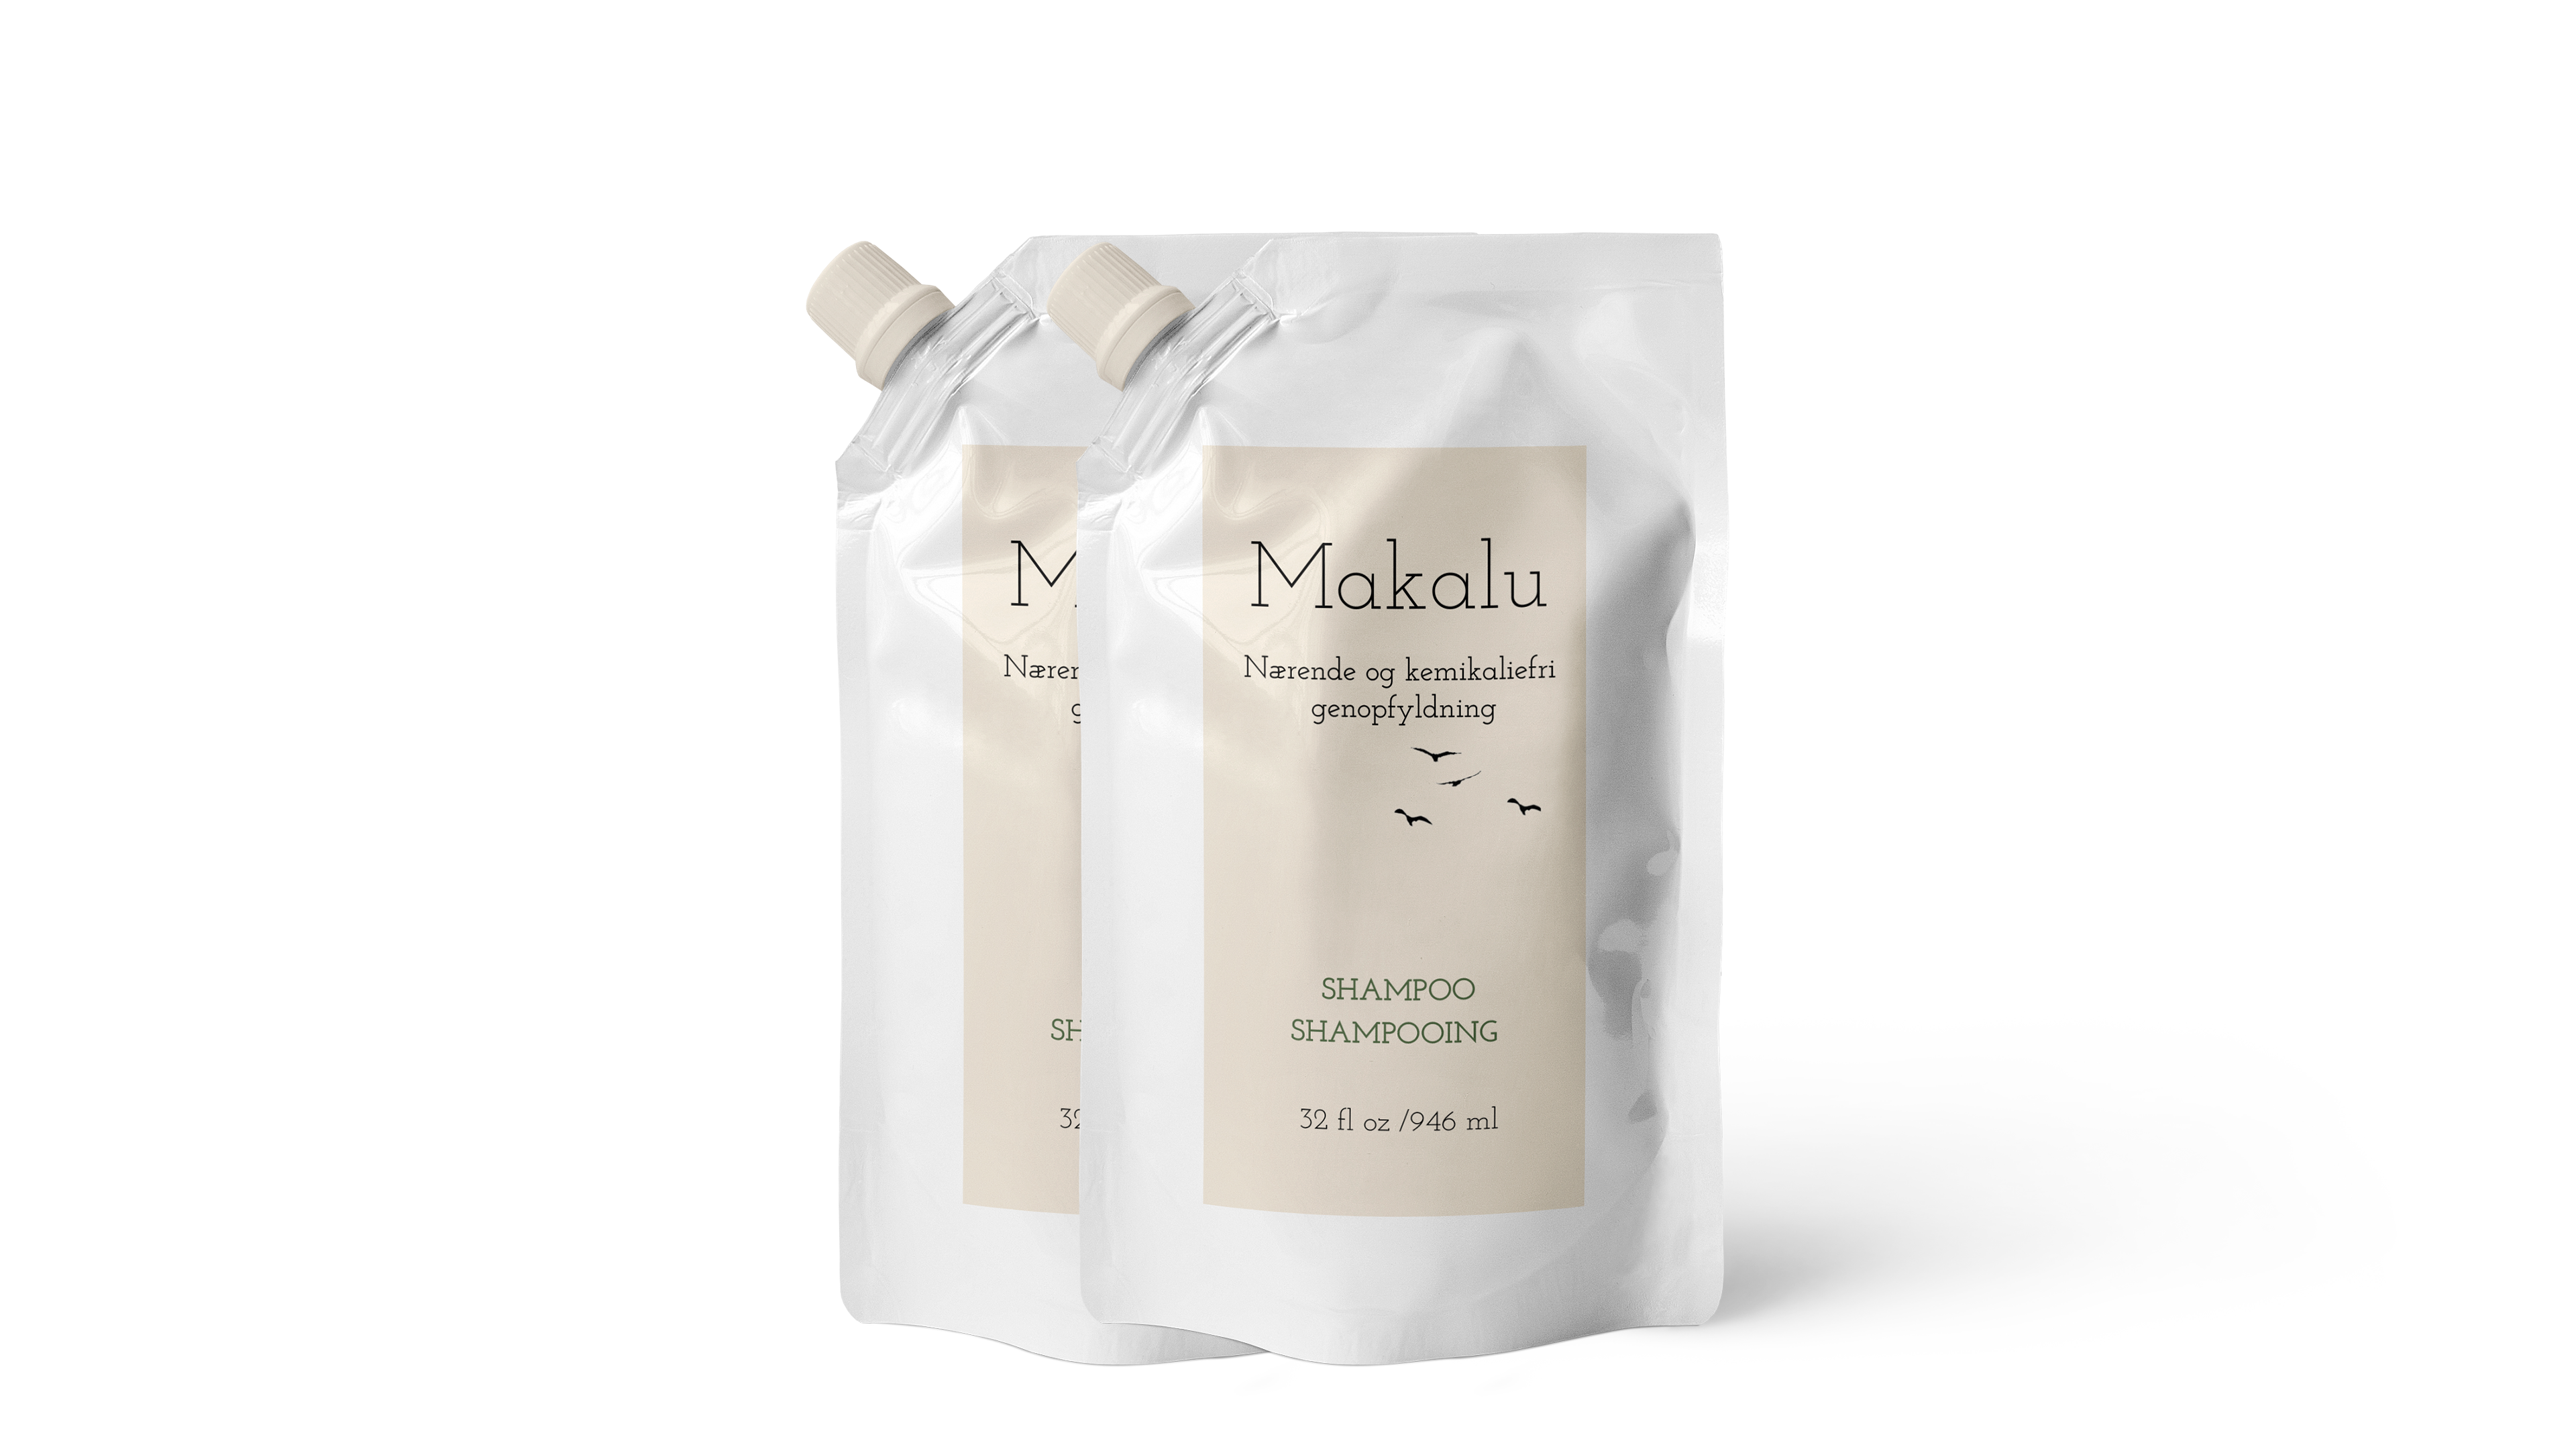 Makalu
Nærende og kemikaliefri
genopfyldning
SHAMPOO
SHAMPOOING
32 fl oz /946 ml